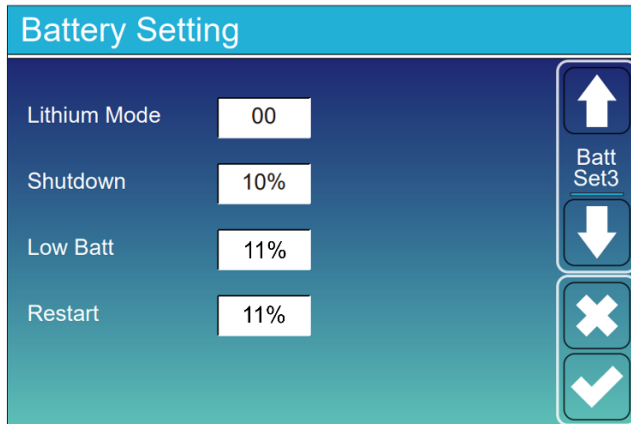 Battery Setting
Lithium Mode 00
Shutdown 10%
Low Batt 11%
Restart 11%
Batt
Set3